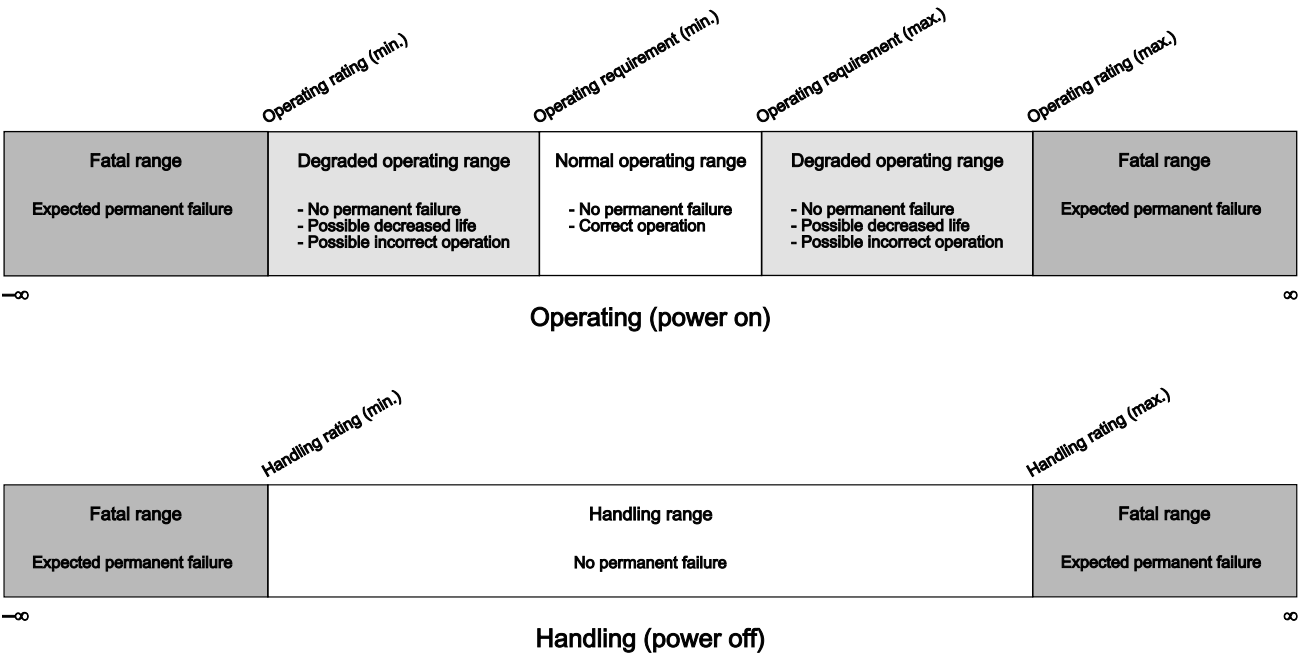 Operating rating (min.)
Operating requirement (min.)
Operating requirement (max.)
Operating rating (max.)
Fatal range
Expected permanent failure
Degraded operating range
- No permanent failure
- Possible decreased life
- Possible incorrect operation
Normal operating range
- No permanent failure
- Correct operation
Degraded operating range
- No permanent failure
- Possible decreased life
- Possible incorrect operation
Fatal range
Expected permanent failure
–∞
∞
Operating (power on)
Handling rating (min.)
Handling rating (max.)
Fatal range
Expected permanent failure
Handling range
No permanent failure
Fatal range
Expected permanent failure
–∞
∞
Handling (power off)